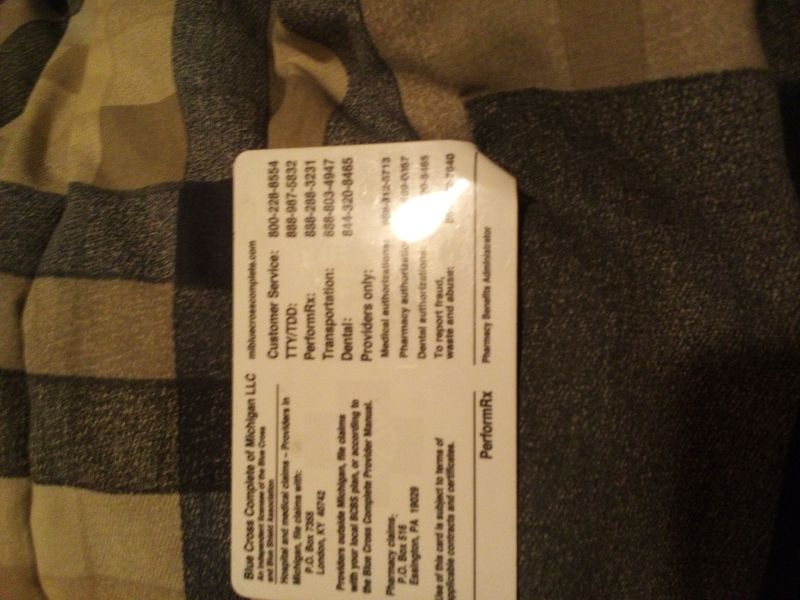 Blue Cross Complete of Michigan LLC
An independent licensee of the Blue Cross
and Blue Shield Association
Hospital and medical claims – Providers in
Michigan, file claims with:
P.O. Box 7355
London, KY 40742
Providers outside Michigan, file claims
with your local BCBS plan, or according to
the Blue Cross Complete Provider Manual.
Pharmacy claims:
P.O. Box 516
Essington, PA 19029
Use of this card is subject to terms of
applicable contracts and certificates.
mibluecrosscomplete.com
Customer Service: 800-228-8554
TTY/TDD: 888-987-5832
PerformRx: 888-288-3231
Transportation: 888-803-4947
Dental: 844-320-8465
Providers only:
Medical authorizations:
Pharmacy authorizations:
Dental authorizations:
To report fraud,
waste and abuse:
PerformRx Pharmacy Benefits Administrator